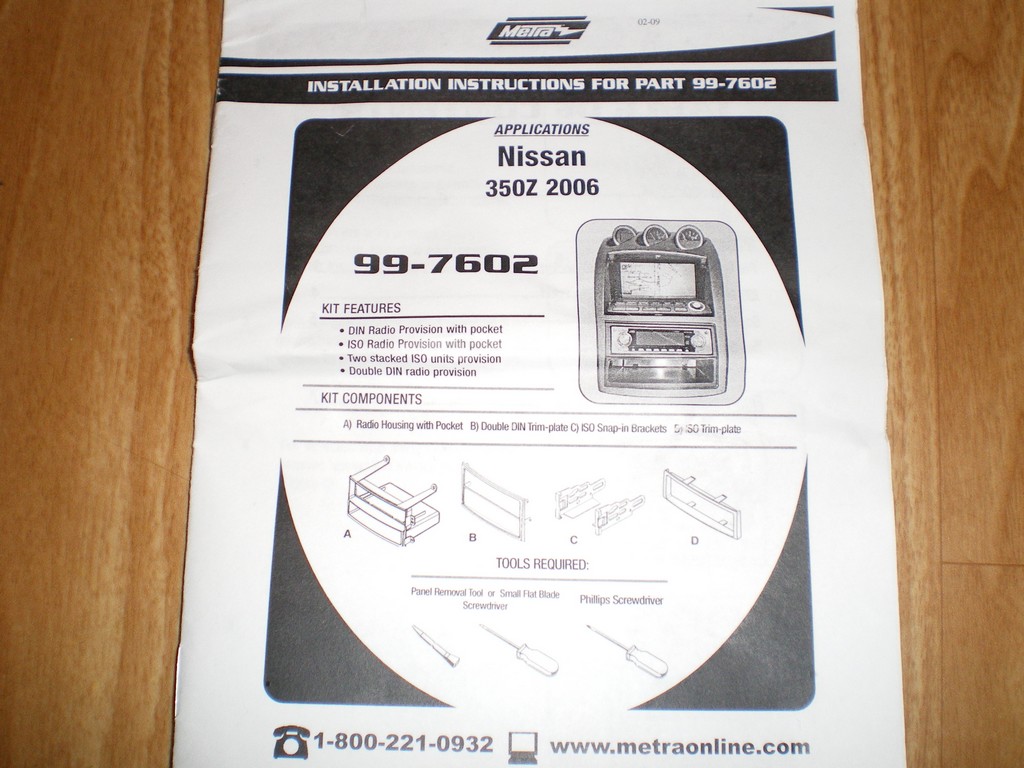 Metra
02-09
INSTALLATION INSTRUCTIONS FOR PART 99-7602
APPLICATIONS
Nissan
350Z 2006
99-7602
KIT FEATURES
• DIN Radio Provision with pocket
• ISO Radio Provision with pocket
• Two stacked ISO units provision
• Double DIN radio provision
KIT COMPONENTS
A) Radio Housing with Pocket B) Double DIN Trim-plate C) ISO Snap-in Brackets D) ISO Trim-plate
A B C D
TOOLS REQUIRED:
Panel Removal Tool or Small Flat Blade
Screwdriver
Phillips Screwdriver
1-800-221-0932 www.metraonline.com